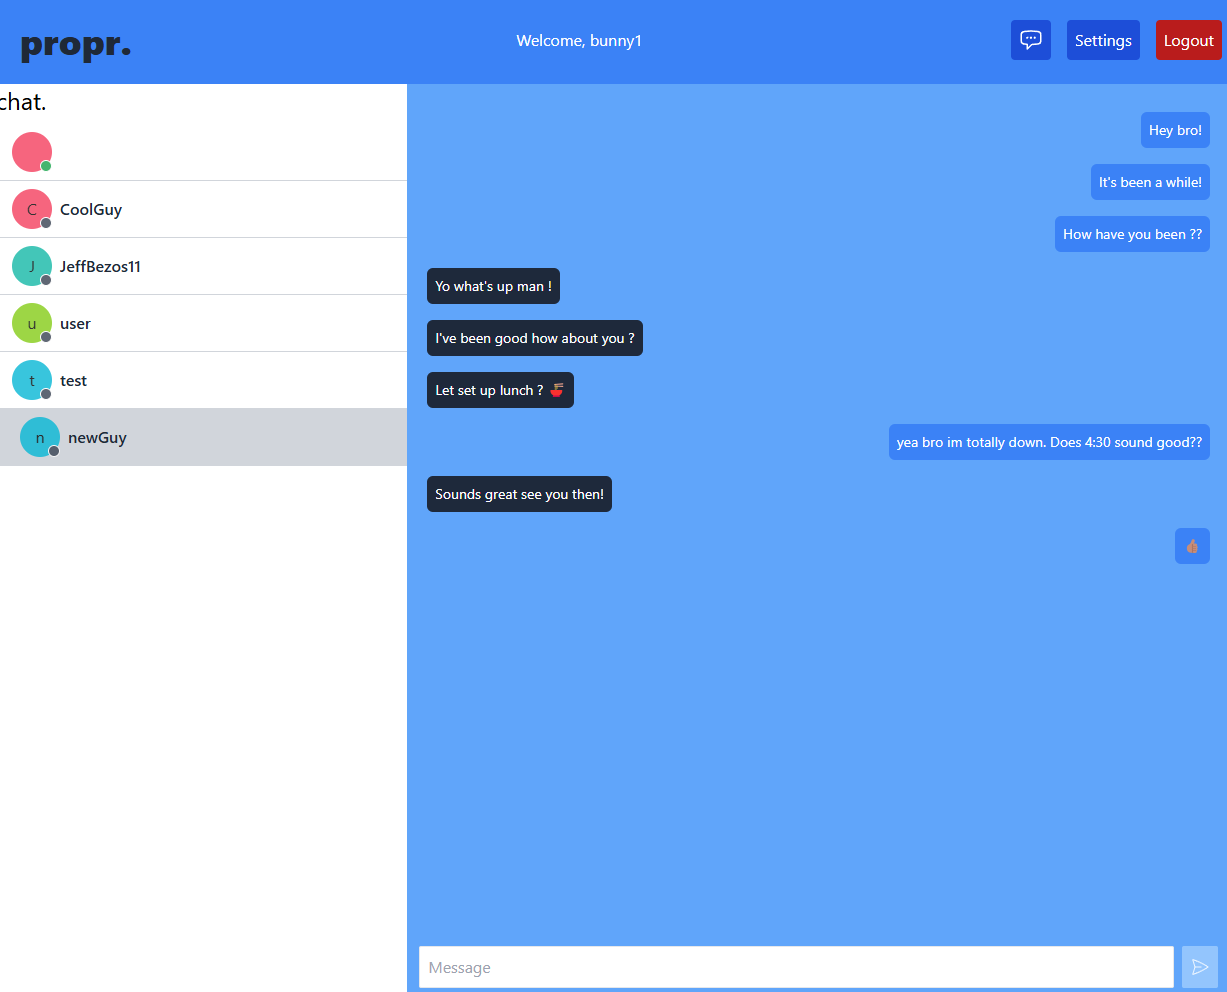 propr.
Welcome, bunny1
Settings
Logout
chat.
C CoolGuy
J JeffBezos11
u user
t test
n newGuy
Hey bro!
It's been a while!
How have you been ??
Yo what's up man !
I've been good how about you ?
Let set up lunch ? 🍜
yea bro im totally down. Does 4:30 sound good??
Sounds great see you then!
👍🏽
Message